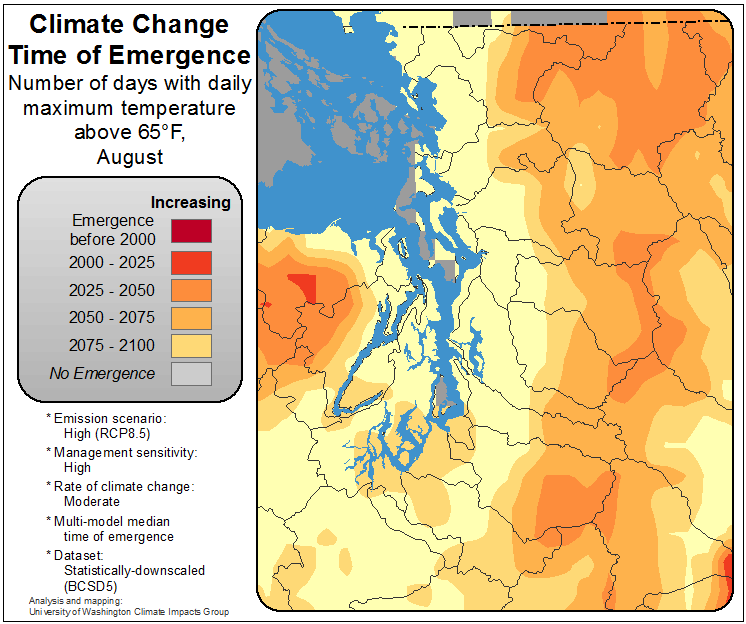 Climate Change
Time of Emergence
Number of days with daily
maximum temperature
above 65°F,
August
Increasing
Emergence
before 2000
2000 - 2025
2025 - 2050
2050 - 2075
2075 - 2100
No Emergence
* Emission scenario:
High (RCP8.5)
* Management sensitivity:
High
* Rate of climate change:
Moderate
* Multi-model median
time of emergence
* Dataset:
Statistically-downscaled
(BCSD5)
Analysis and mapping:
University of Washington Climate Impacts Group